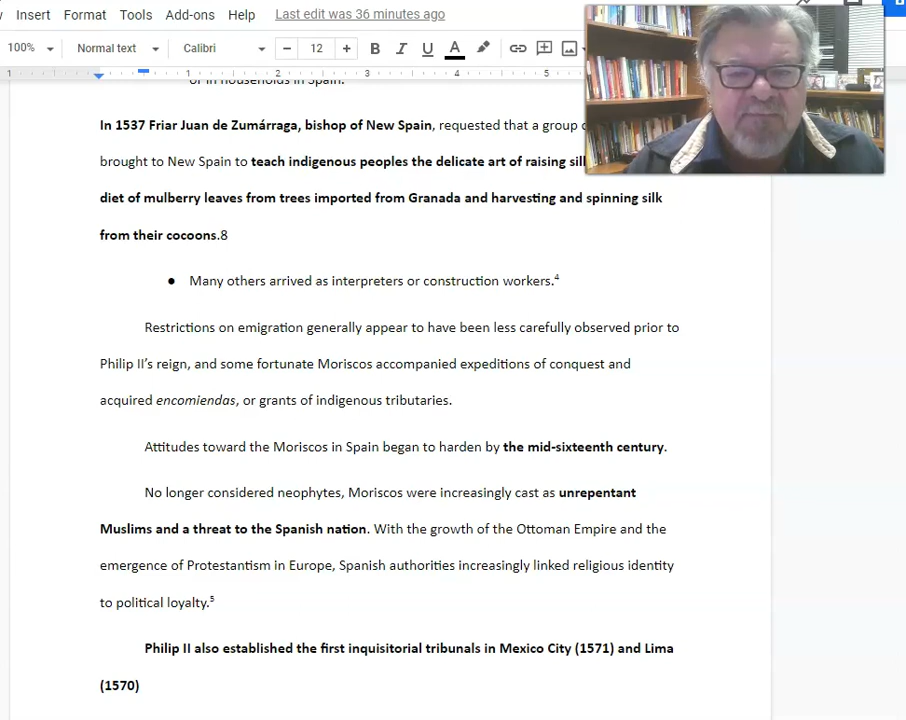 Insert Format Tools Add-ons Help Last edit was 36 minutes ago
100% Normal text Calibri 12 B I U A
1 1 2 3 4 5
or in households in Spain.
In 1537 Friar Juan de Zumárraga, bishop of New Spain, requested that a group
brought to New Spain to teach indigenous peoples the delicate art of raising
diet of mulberry leaves from trees imported from Granada and harvesting and spinning silk
from their cocoons.8
● Many others arrived as interpreters or construction workers.4
Restrictions on emigration generally appear to have been less carefully observed prior to
Philip II’s reign, and some fortunate Moriscos accompanied expeditions of conquest and
acquired encomiendas, or grants of indigenous tributaries.
Attitudes toward the Moriscos in Spain began to harden by the mid-sixteenth century.
No longer considered neophytes, Moriscos were increasingly cast as unrepentant
Muslims and a threat to the Spanish nation. With the growth of the Ottoman Empire and the
emergence of Protestantism in Europe, Spanish authorities increasingly linked religious identity
to political loyalty.5
Philip II also established the first inquisitorial tribunals in Mexico City (1571) and Lima
(1570)